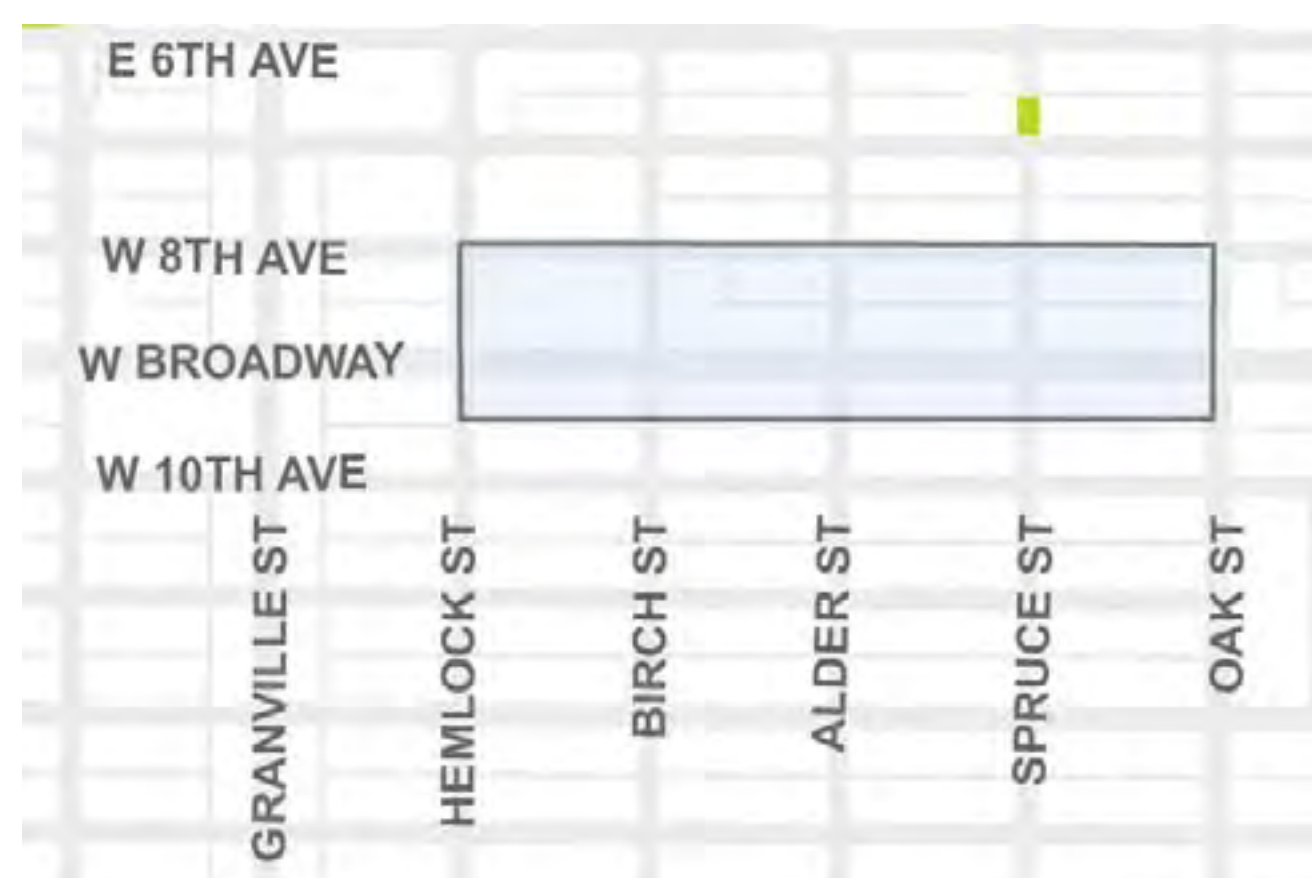 E 6TH AVE
W 8TH AVE
W BROADWAY
W 10TH AVE
GRANVILLE ST
HEMLOCK ST
BIRCH ST
ALDER ST
SPRUCE ST
OAK ST